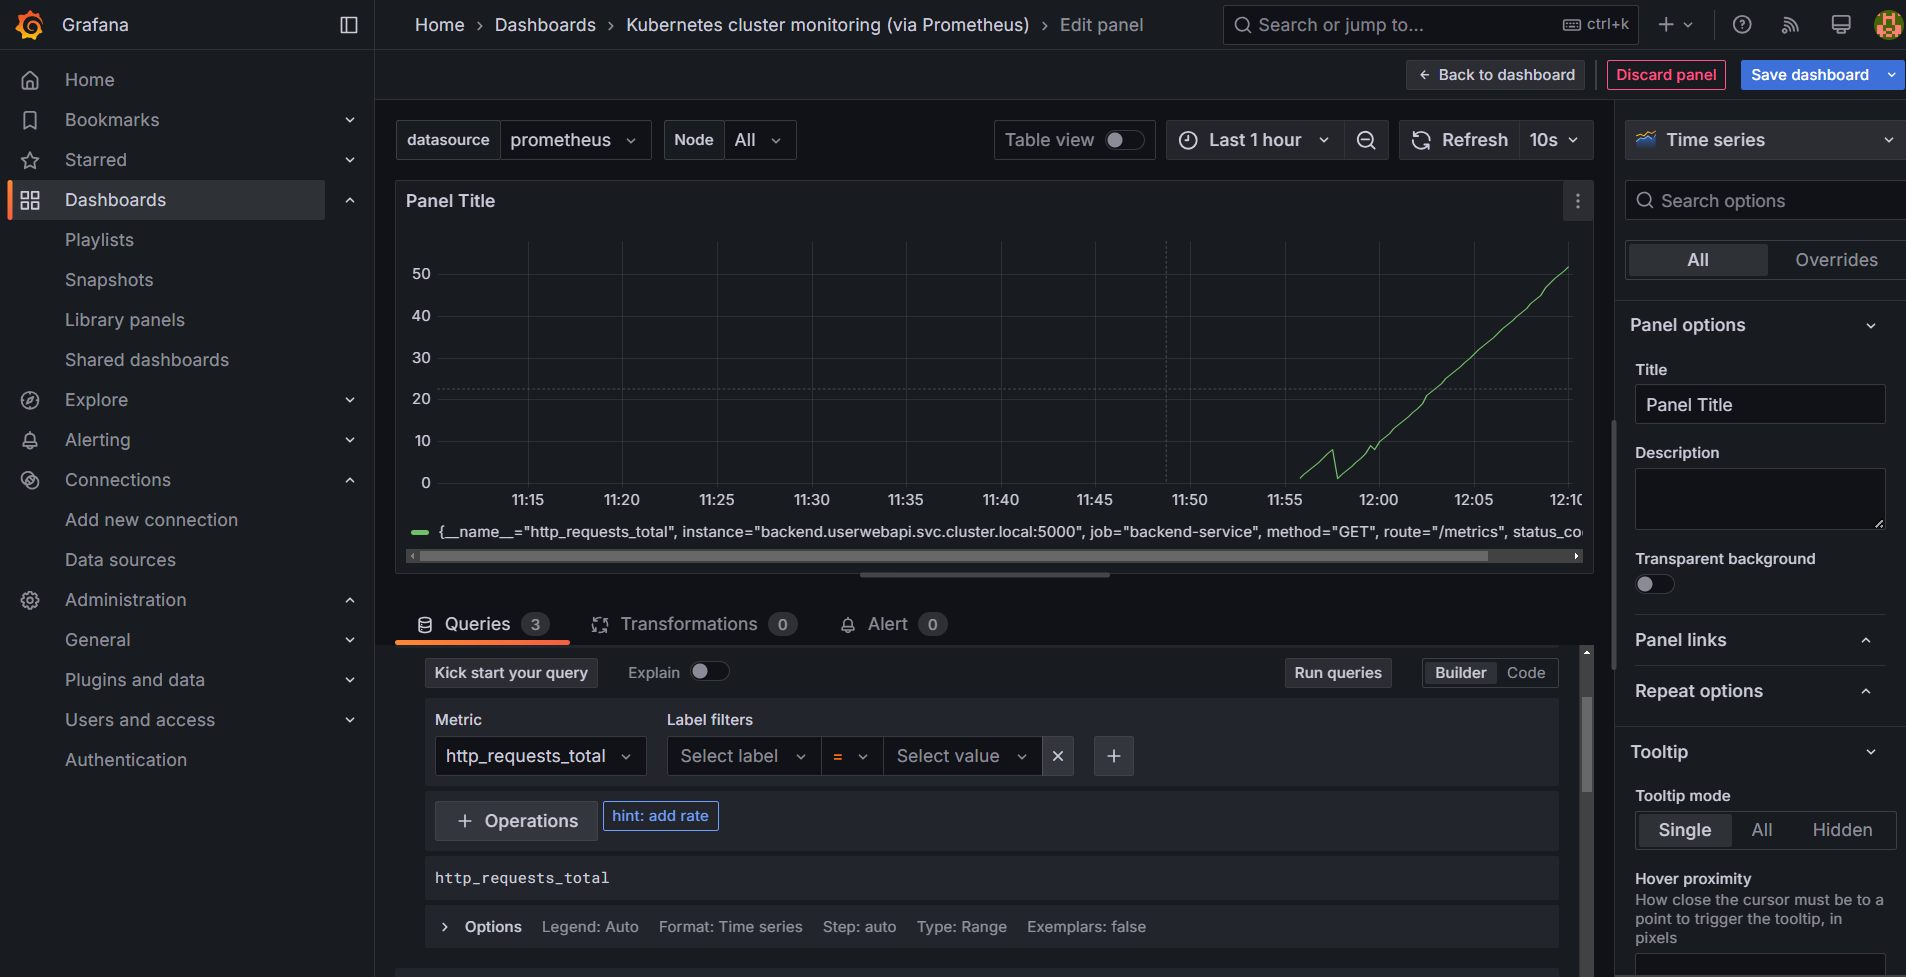 Grafana
Home › Dashboards › Kubernetes cluster monitoring (via Prometheus) › Edit panel
Search or jump to...
ctrl+k
Back to dashboard
Discard panel
Save dashboard
Home
Bookmarks
Starred
Dashboards
Playlists
Snapshots
Library panels
Shared dashboards
Explore
Alerting
Connections
Add new connection
Data sources
Administration
General
Plugins and data
Users and access
Authentication
datasource
prometheus
Node
All
Table view
Last 1 hour
Refresh
10s
Panel Title
50
40
30
20
10
0
11:15 11:20 11:25 11:30 11:35 11:40 11:45 11:50 11:55 12:00 12:05 12:10
{__name__="http_requests_total", instance="backend.userwebapi.svc.cluster.local:5000", job="backend-service", method="GET", route="/metrics", status_co
Queries 3
Transformations 0
Alert 0
Kick start your query
Explain
Run queries
Builder
Code
Metric
Label filters
http_requests_total
Select label
=
Select value
+ Operations
hint: add rate
http_requests_total
Options Legend: Auto Format: Time series Step: auto Type: Range Exemplars: false
Time series
Search options
All
Overrides
Panel options
Title
Panel Title
Description
Transparent background
Panel links
Repeat options
Tooltip
Tooltip mode
Single
All
Hidden
Hover proximity
How close the cursor must be to a
point to trigger the tooltip, in
pixels